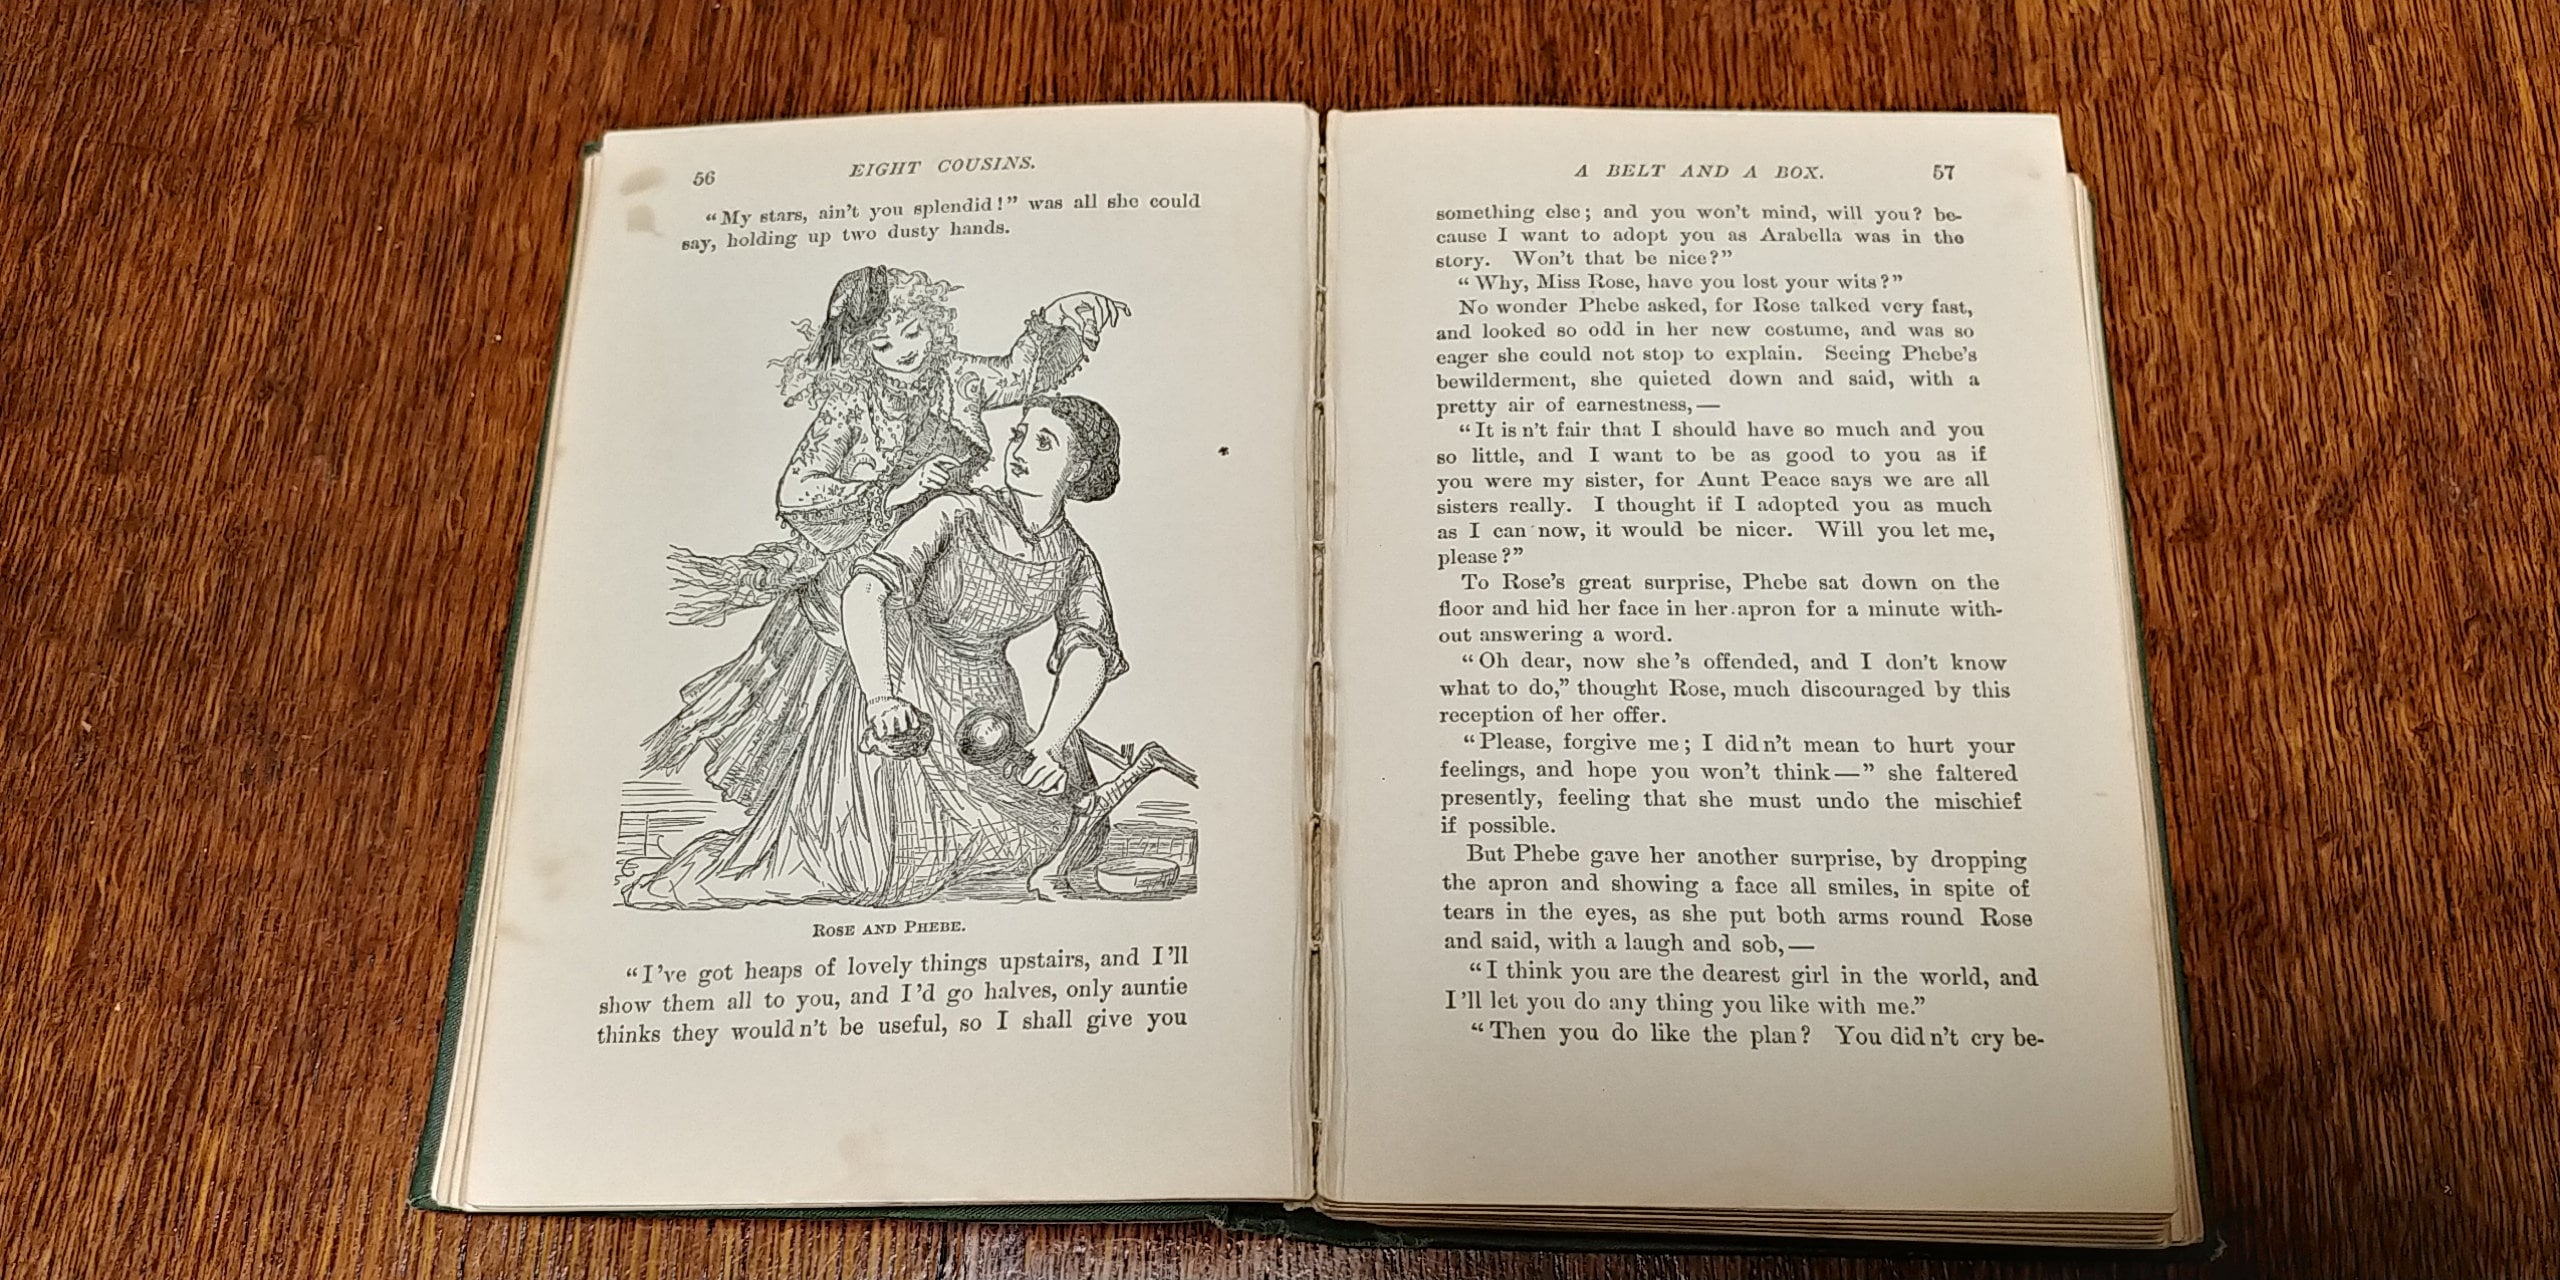 56
EIGHT COUSINS.
“My stars, ain't you splendid!” was all she could
say, holding up two dusty hands.
ROSE AND PHEBE.
“I've got heaps of lovely things upstairs, and I'll
show them all to you, and I'd go halves, only auntie
thinks they wouldn't be useful, so I shall give you
A BELT AND A BOX.
57
something else; and you won't mind, will you? be-
cause I want to adopt you as Arabella was in the
story. Won't that be nice?”
“Why, Miss Rose, have you lost your wits?”
No wonder Phebe asked, for Rose talked very fast,
and looked so odd in her new costume, and was so
eager she could not stop to explain. Seeing Phebe's
bewilderment, she quieted down and said, with a
pretty air of earnestness,—
“It is n't fair that I should have so much and you
so little, and I want to be as good to you as if
you were my sister, for Aunt Peace says we are all
sisters really. I thought if I adopted you as much
as I can now, it would be nicer. Will you let me,
please?”
To Rose's great surprise, Phebe sat down on the
floor and hid her face in her apron for a minute with-
out answering a word.
“Oh dear, now she's offended, and I don't know
what to do,” thought Rose, much discouraged by this
reception of her offer.
“Please, forgive me; I didn't mean to hurt your
feelings, and hope you won't think—” she faltered
presently, feeling that she must undo the mischief
if possible.
But Phebe gave her another surprise, by dropping
the apron and showing a face all smiles, in spite of
tears in the eyes, as she put both arms round Rose
and said, with a laugh and sob,—
“I think you are the dearest girl in the world, and
I'll let you do any thing you like with me.”
“Then you do like the plan? You didn't cry be-